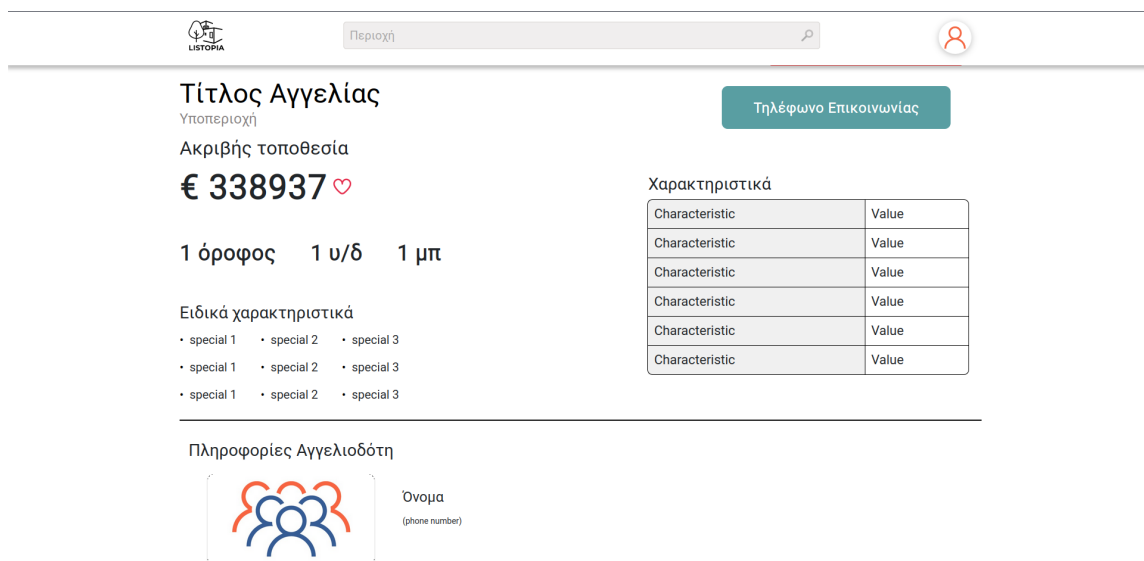 LISTOPIA
Περιοχή
Τίτλος Αγγελίας
Υποπεριοχή
Ακριβής τοποθεσία
€ 338937
1 όροφος 1 υ/δ 1 μπ
Ειδικά χαρακτηριστικά
• special 1 • special 2 • special 3
• special 1 • special 2 • special 3
• special 1 • special 2 • special 3
Τηλέφωνο Επικοινωνίας
Χαρακτηριστικά
Characteristic Value
Characteristic Value
Characteristic Value
Characteristic Value
Characteristic Value
Characteristic Value
Πληροφορίες Αγγελιοδότη
Όνομα
(phone number)